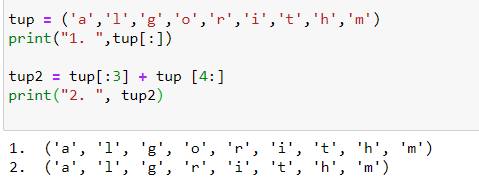 tup = ('a','l','g','o','r','i','t','h','m')
print("1. ",tup[:])
tup2 = tup[:3] + tup [4:]
print("2. ", tup2)
1.  ('a', 'l', 'g', 'o', 'r', 'i', 't', 'h', 'm')
2.  ('a', 'l', 'g', 'r', 'i', 't', 'h', 'm')